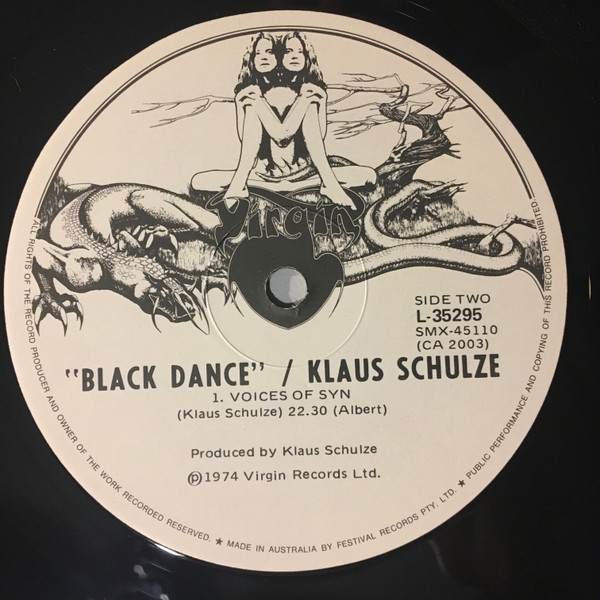 Virgin
SIDE TWO
L-35295
SMX-45110
(CA 2003)
"BLACK DANCE" / KLAUS SCHULZE
1. VOICES OF SYN
(Klaus Schulze) 22.30 (Albert)
Produced by Klaus Schulze
℗1974 Virgin Records Ltd.
ALL RIGHTS OF THE RECORD PRODUCER AND OWNER OF THE WORK RECORDED RESERVED. ★ MADE IN AUSTRALIA BY FESTIVAL RECORDS PTY. LTD. ★ PUBLIC PERFORMANCE AND COPYING OF THIS RECORD PROHIBITED